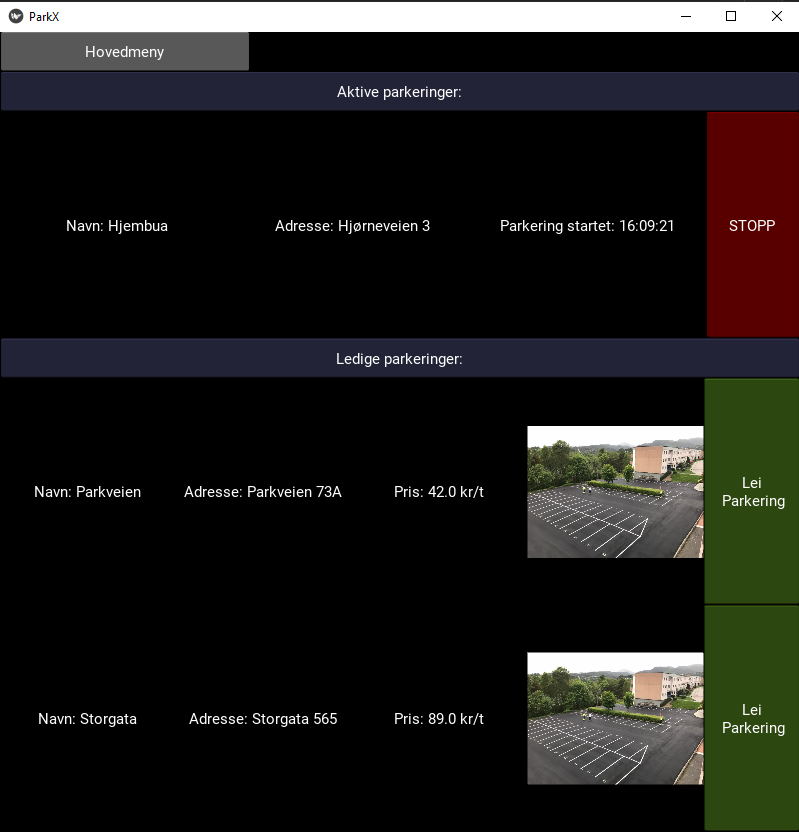 ParkX
Hovedmeny
Aktive parkeringer:
Navn: Hjembua Adresse: Hjørneveien 3 Parkering startet: 16:09:21 STOPP
Ledige parkeringer:
Navn: Parkveien Adresse: Parkveien 73A Pris: 42.0 kr/t Lei
Parkering
Navn: Storgata Adresse: Storgata 565 Pris: 89.0 kr/t Lei
Parkering